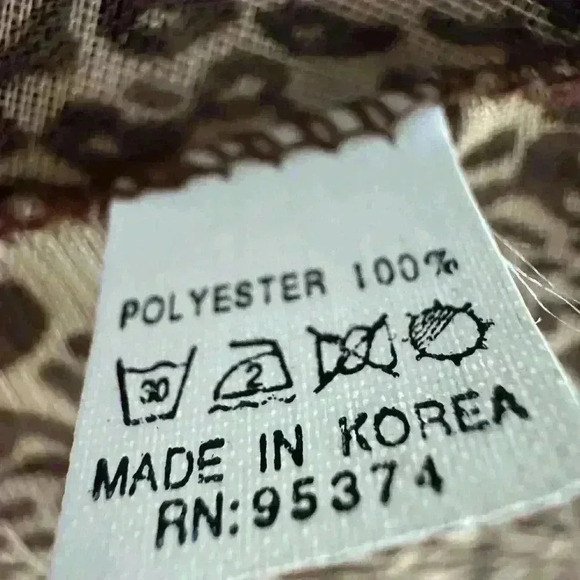 POLYESTER 100%
30 2
MADE IN KOREA
RN:95374